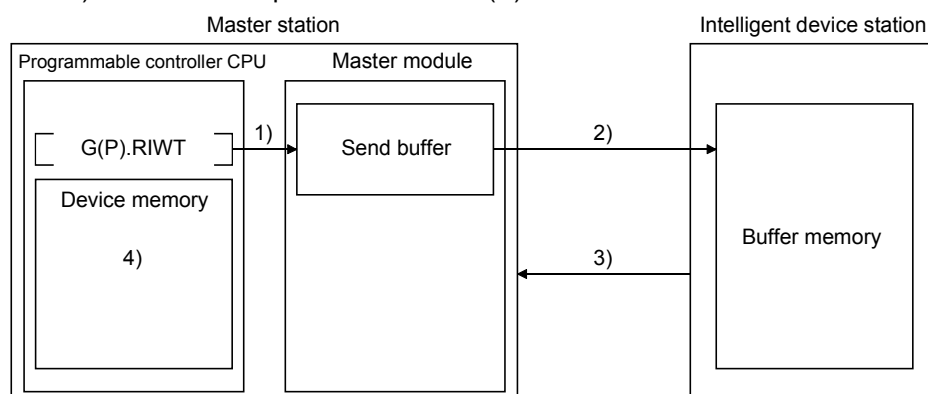 Master station
Intelligent device station
Programmable controller CPU
Master module
1)
2)
G(P).RIWT
Send buffer
Device memory
Buffer memory
4)
3)